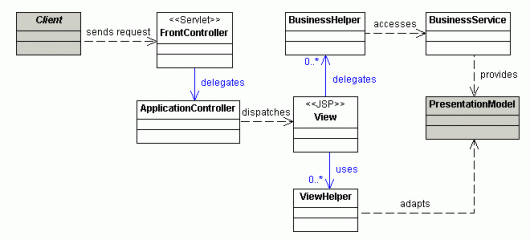 Client
sends request
<<Servlet>>
FrontController
BusinessHelper
accesses
BusinessService
0..*
delegates
delegates
provides
ApplicationController
dispatches
<<JSP>>
View
PresentationModel
uses
0..*
ViewHelper
adapts